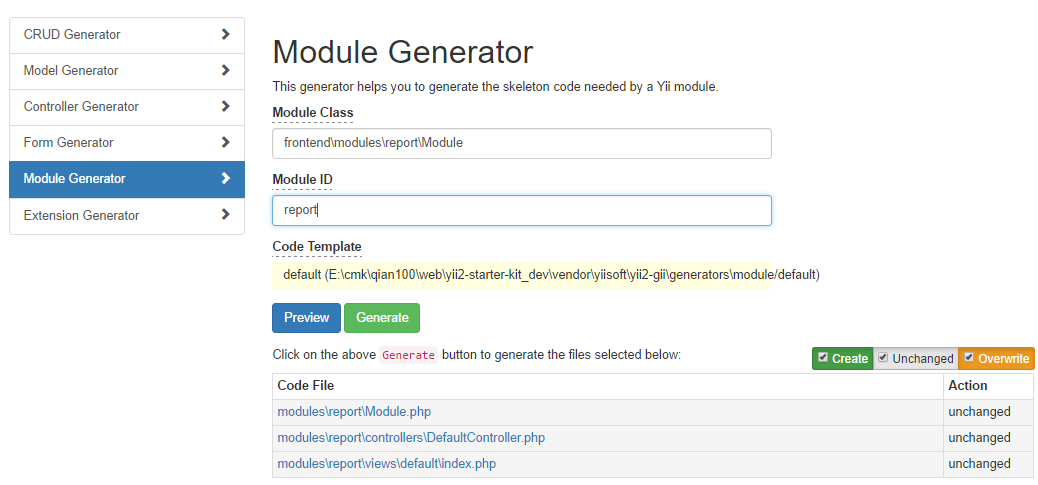 CRUD Generator
Model Generator
Controller Generator
Form Generator
Module Generator
Extension Generator
Module Generator
This generator helps you to generate the skeleton code needed by a Yii module.
Module Class
frontend\modules\report\Module
Module ID
report
Code Template
default (E:\cmk\qian100\web\yii2-starter-kit_dev\vendor\yiisoft\yii2-gii\generators\module/default)
Preview Generate
Click on the above Generate button to generate the files selected below: Create Unchanged Overwrite
Code File Action
modules\report\Module.php unchanged
modules\report\controllers\DefaultController.php unchanged
modules\report\views\default\index.php unchanged